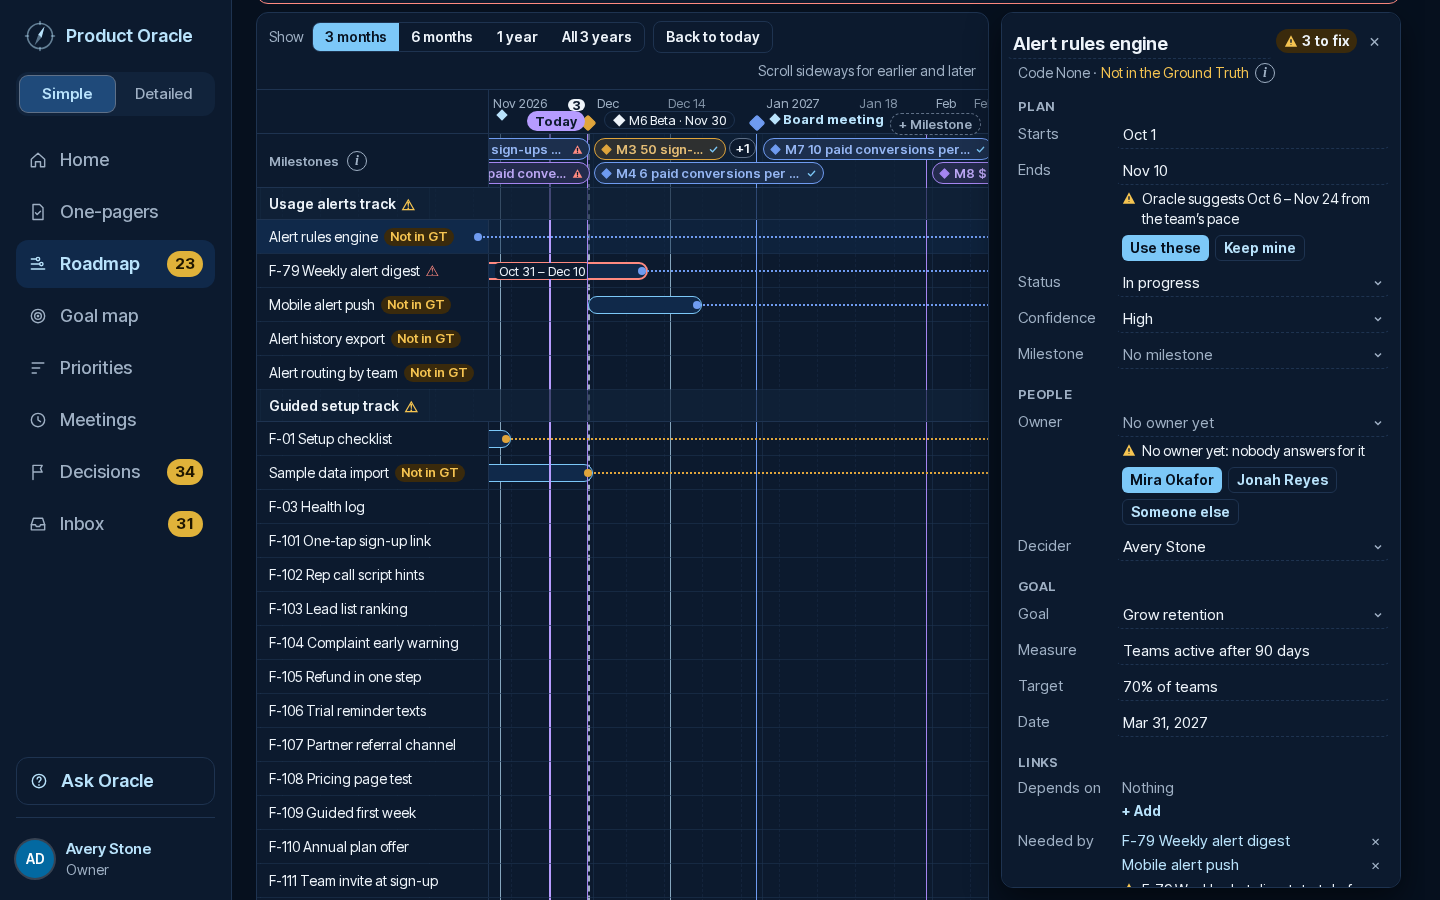 Product Oracle
Simple
Detailed
Home
One-pagers
Roadmap
23
Goal map
Priorities
Meetings
Decisions
34
Inbox
31
Ask Oracle
AD
Avery Stone
Owner
Show
3 months
6 months
1 year
All 3 years
Back to today
Scroll sideways for earlier and later
Nov 2026
3
Dec
Dec 14
Jan 2027
Jan 18
Feb
Today
M6 Beta · Nov 30
Board meeting
+ Milestone
Milestones
i
sign-ups ...
M3 50 sign-...
+1
M7 10 paid conversions per...
paid conve...
M4 6 paid conversions per ...
M8 $
Usage alerts track
Alert rules engine
Not in GT
F-79 Weekly alert digest
Oct 31 – Dec 10
Mobile alert push
Not in GT
Alert history export
Not in GT
Alert routing by team
Not in GT
Guided setup track
F-01 Setup checklist
Sample data import
Not in GT
F-03 Health log
F-101 One-tap sign-up link
F-102 Rep call script hints
F-103 Lead list ranking
F-104 Complaint early warning
F-105 Refund in one step
F-106 Trial reminder texts
F-107 Partner referral channel
F-108 Pricing page test
F-109 Guided first week
F-110 Annual plan offer
F-111 Team invite at sign-up
Alert rules engine
3 to fix
×
Code None · Not in the Ground Truth
i
PLAN
Starts
Oct 1
Ends
Nov 10
Oracle suggests Oct 6 – Nov 24 from
the team's pace
Use these
Keep mine
Status
In progress
Confidence
High
Milestone
No milestone
PEOPLE
Owner
No owner yet
No owner yet: nobody answers for it
Mira Okafor
Jonah Reyes
Someone else
Decider
Avery Stone
GOAL
Goal
Grow retention
Measure
Teams active after 90 days
Target
70% of teams
Date
Mar 31, 2027
LINKS
Depends on
Nothing
+ Add
Needed by
F-79 Weekly alert digest
×
Mobile alert push
×